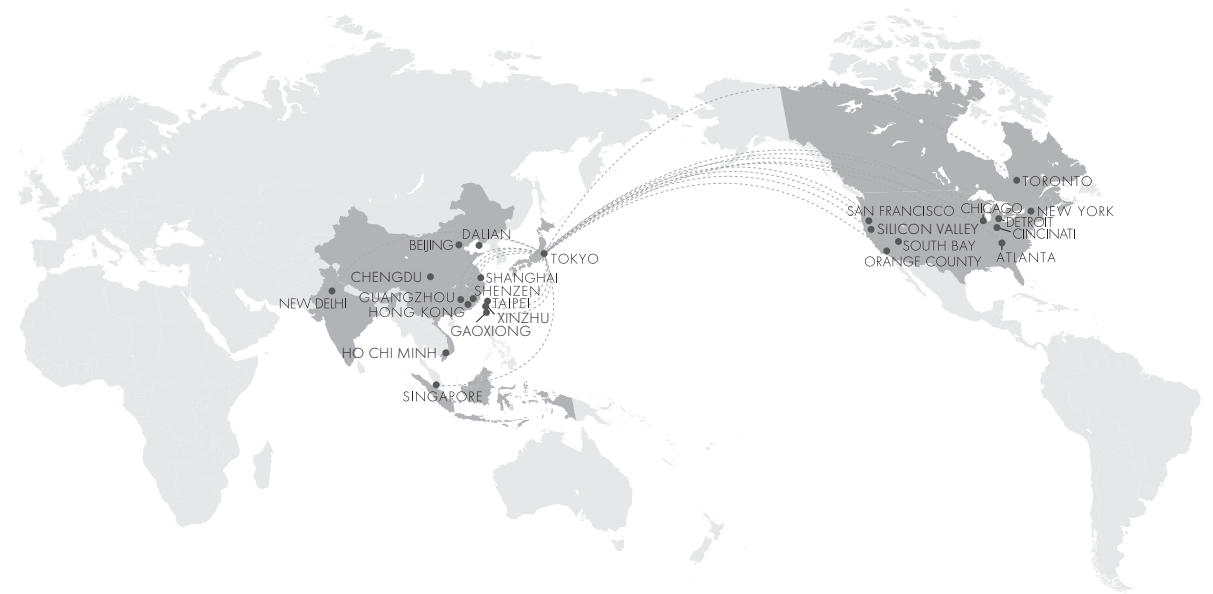 TORONTO
SAN FRANCISCO
CHICAGO
NEW YORK
DETROIT
SILICON VALLEY
CINCINATI
DALIAN
BEIJING
SOUTH BAY
TOKYO
ORANGE COUNTY
ATLANTA
CHENGDU
SHANGHAI
SHENZEN
GUANGZHOU
NEW DELHI
TAIPEI
HONG KONG
XINZHU
GAOXIONG
HO CHI MINH
SINGAPORE